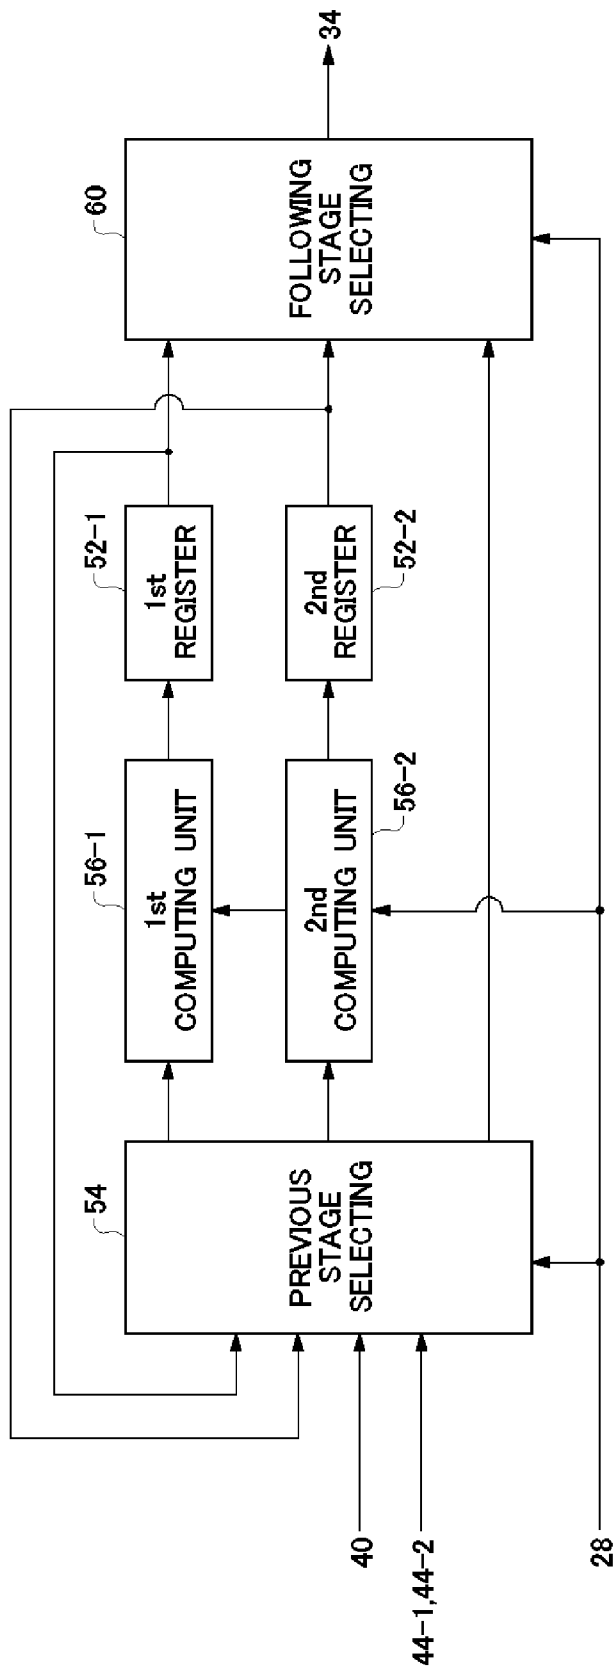 54
PREVIOUS
STAGE
SELECTING
56-1
1st
COMPUTING UNIT
2nd
COMPUTING UNIT
56-2
52-1
1st
REGISTER
2nd
REGISTER
52-2
60
FOLLOWING
STAGE
SELECTING
34
40
44-1,44-2
28